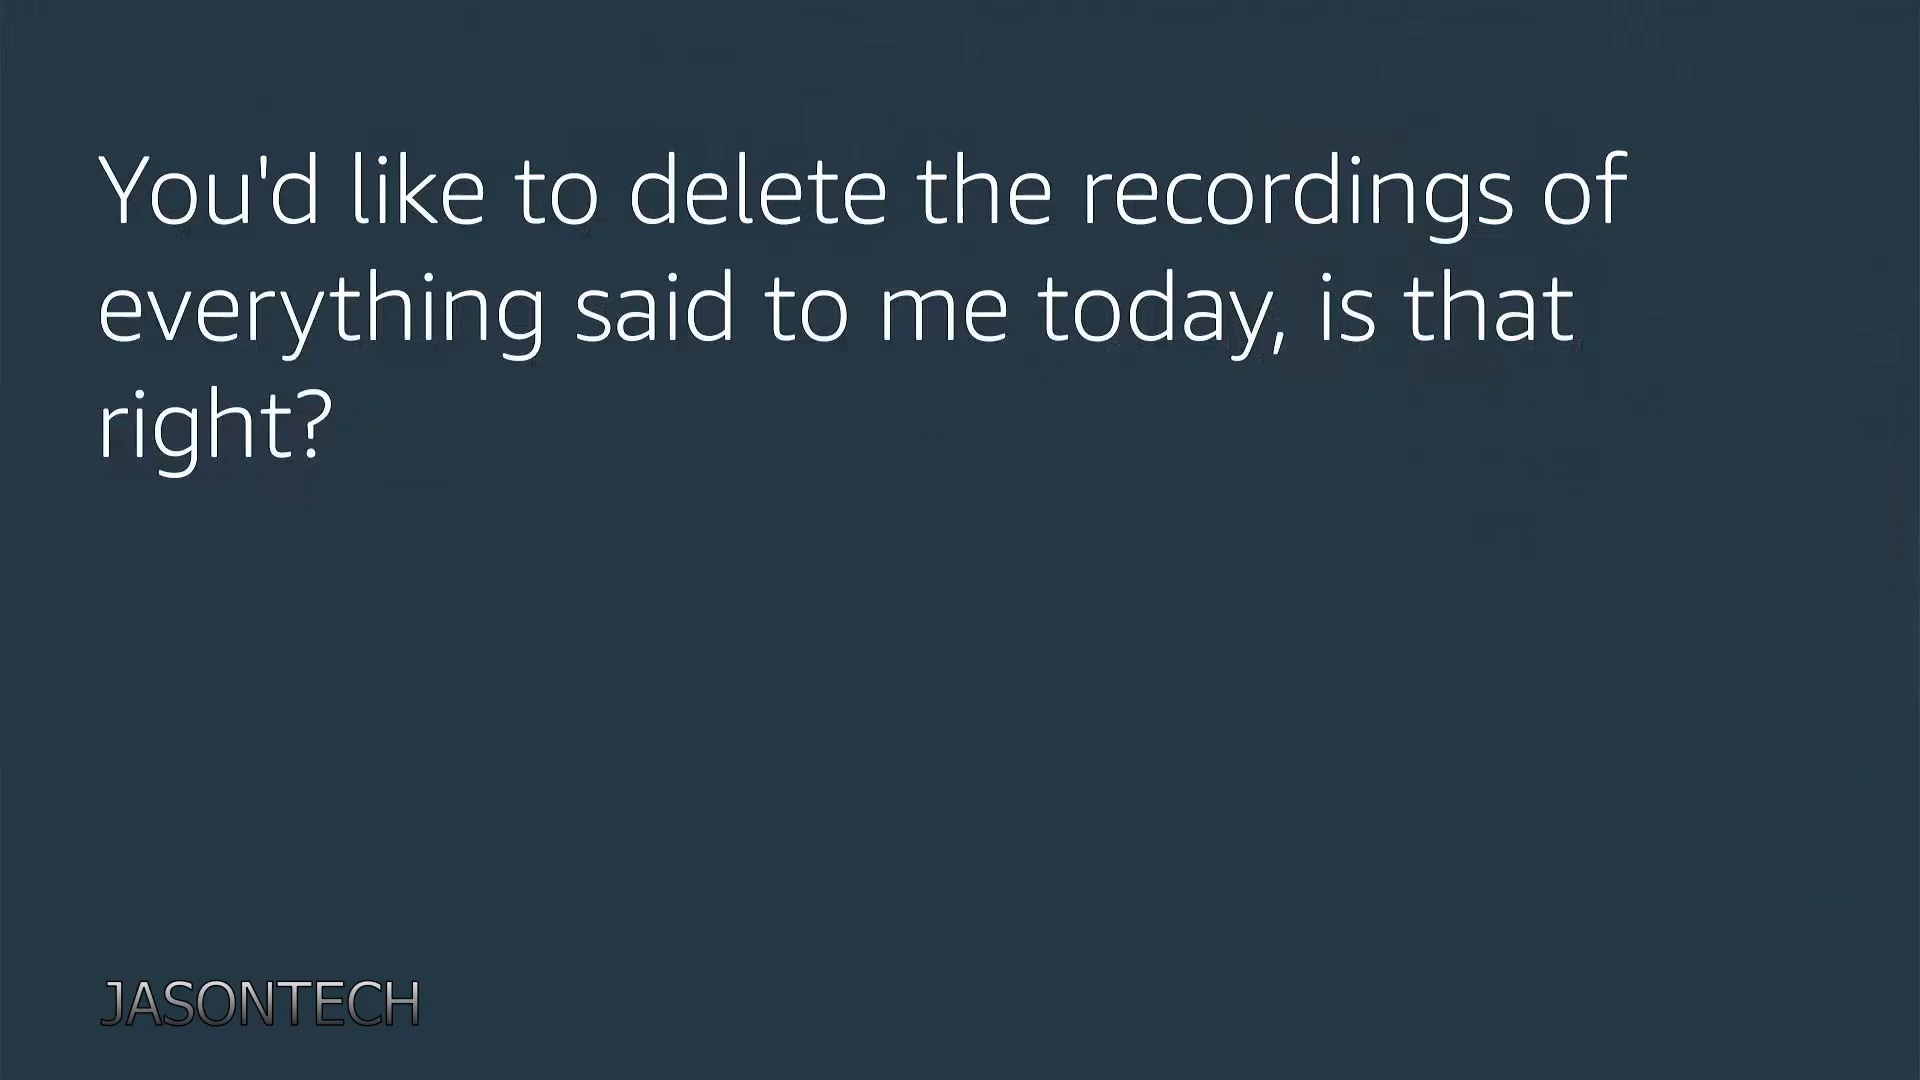 You'd like to delete the recordings of
everything said to me today, is that
right?
JASONTECH